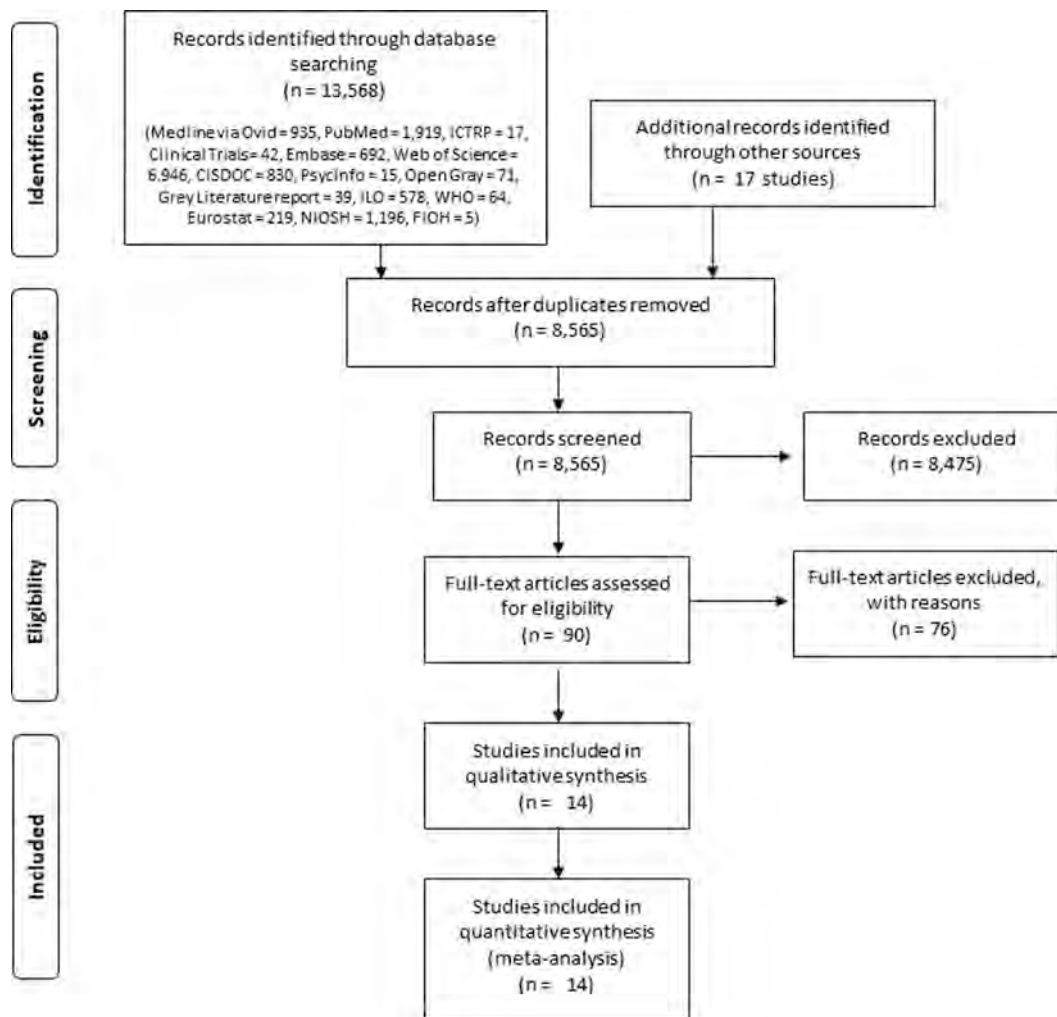 Identification
Records identified through database
searching
(n = 13,568)
(Medline via Ovid = 935, PubMed = 1,919, ICTRP = 17,
Clinical Trials = 42, Embase = 692, Web of Science =
6,946, CISDOC = 830, PsycInfo = 15, Open Gray = 71,
Grey Literature report = 39, ILO = 578, WHO = 64,
Eurostat = 219, NIOSH = 1,196, FIOH = 5)
Additional records identified
through other sources
(n = 17 studies)
Screening
Records after duplicates removed
(n = 8,565)
Records screened
(n = 8,565)
Records excluded
(n = 8,475)
Eligibility
Full-text articles assessed
for eligibility
(n = 90)
Full-text articles excluded,
with reasons
(n = 76)
Included
Studies included in
qualitative synthesis
(n = 14)
Studies included in
quantitative synthesis
(meta-analysis)
(n = 14)